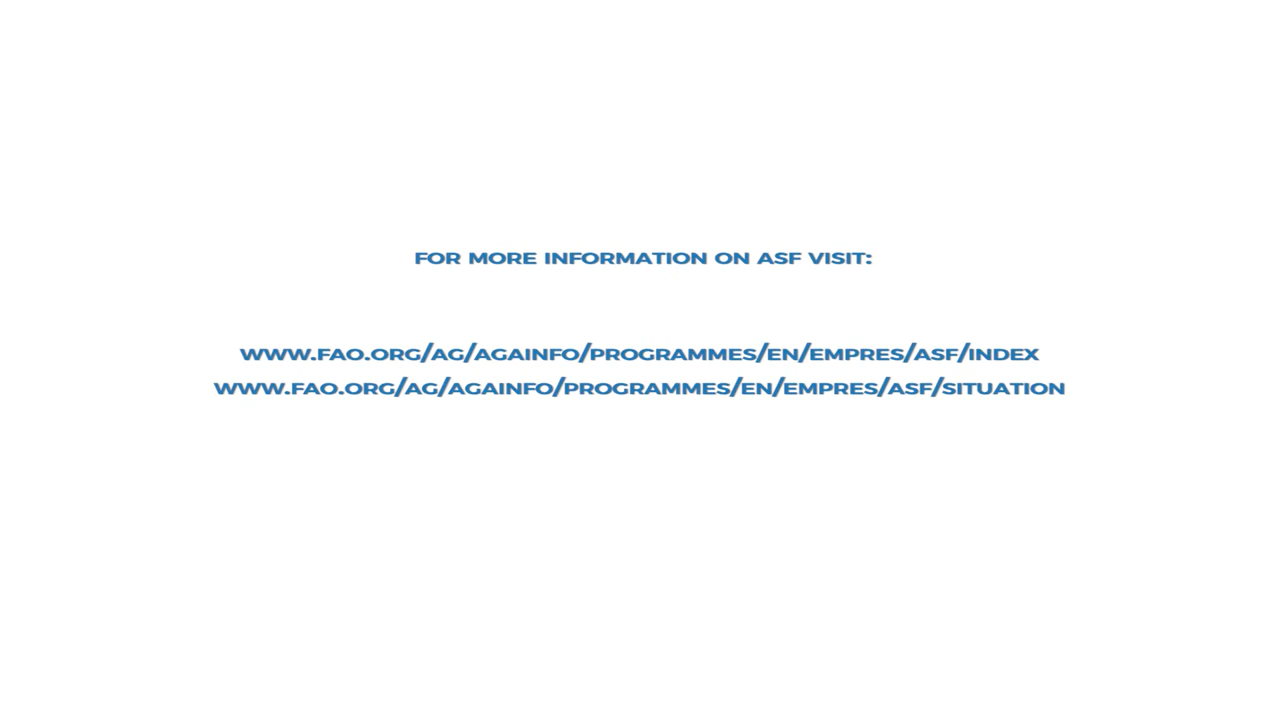 FOR MORE INFORMATION ON ASF VISIT:
WWW.FAO.ORG/AG/AGAINFO/PROGRAMMES/EN/EMPRES/ASF/INDEX
WWW.FAO.ORG/AG/AGAINFO/PROGRAMMES/EN/EMPRES/ASF/SITUATION